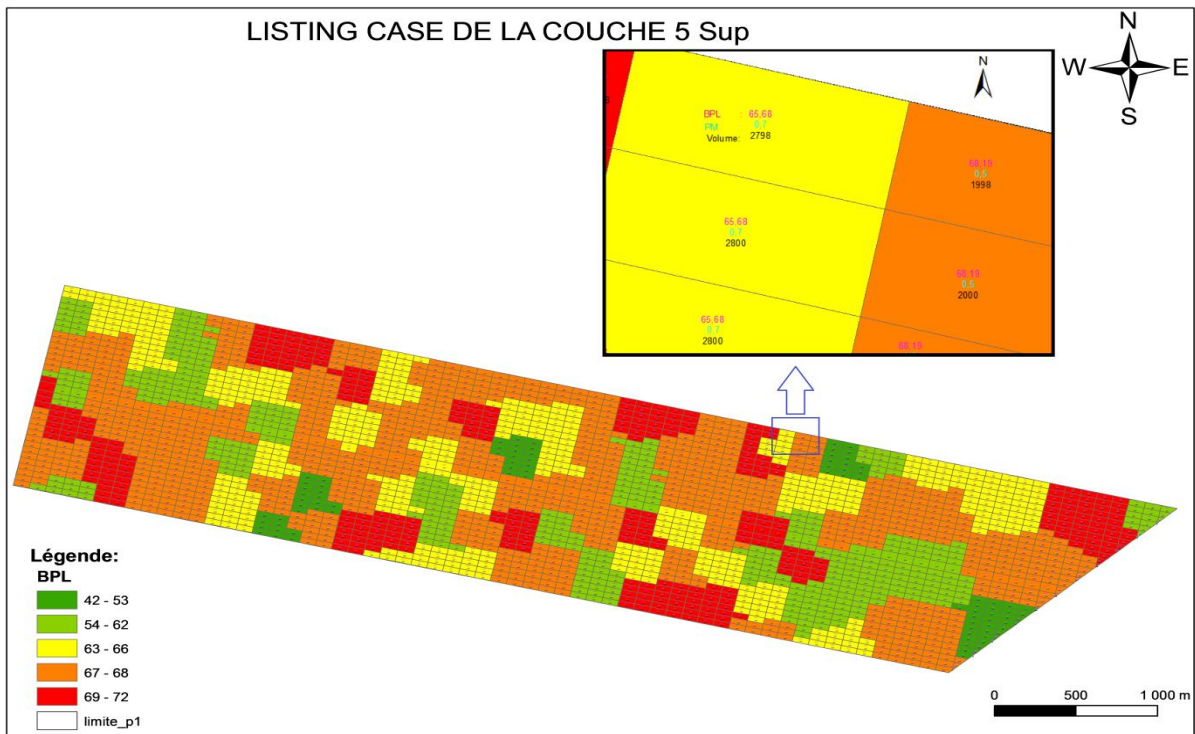 LISTING CASE DE LA COUCHE 5 Sup
N
W E
S
N
BPL : 65,68
PM 0.7
Volume: 2798
68,19
0,5
1998
65,68
0.7
2800
68,19
0,5
2000
65,68
0,7
2800
68,19
Légende:
BPL
42 - 53
54 - 62
63 - 66
67 - 68
69 - 72
limite_p1
0 500 1 000 m